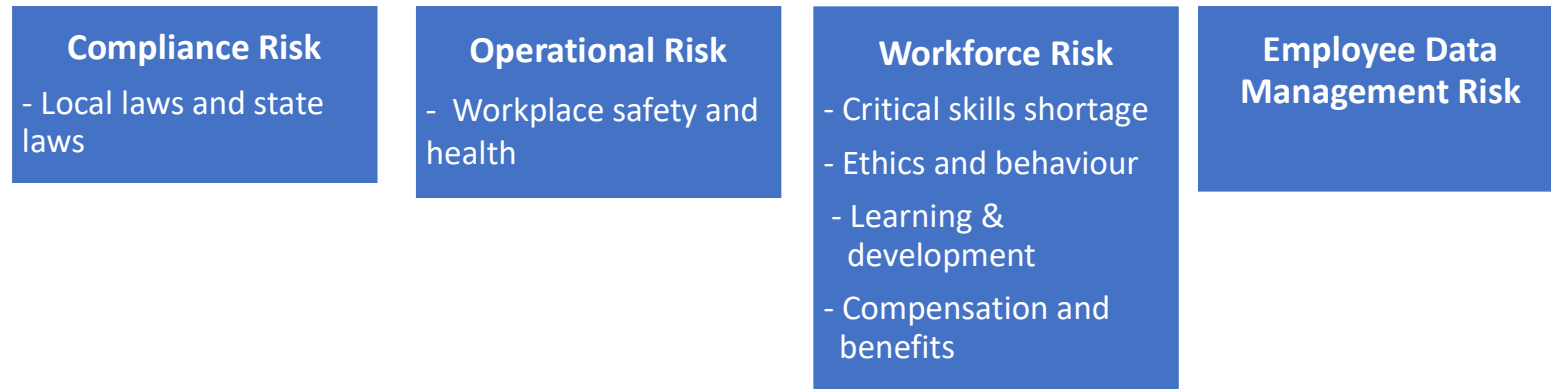 Compliance Risk
- Local laws and state
laws
Operational Risk
-  Workplace safety and
health
Workforce Risk
- Critical skills shortage
- Ethics and behaviour
- Learning &
development
- Compensation and
benefits
Employee Data
Management Risk